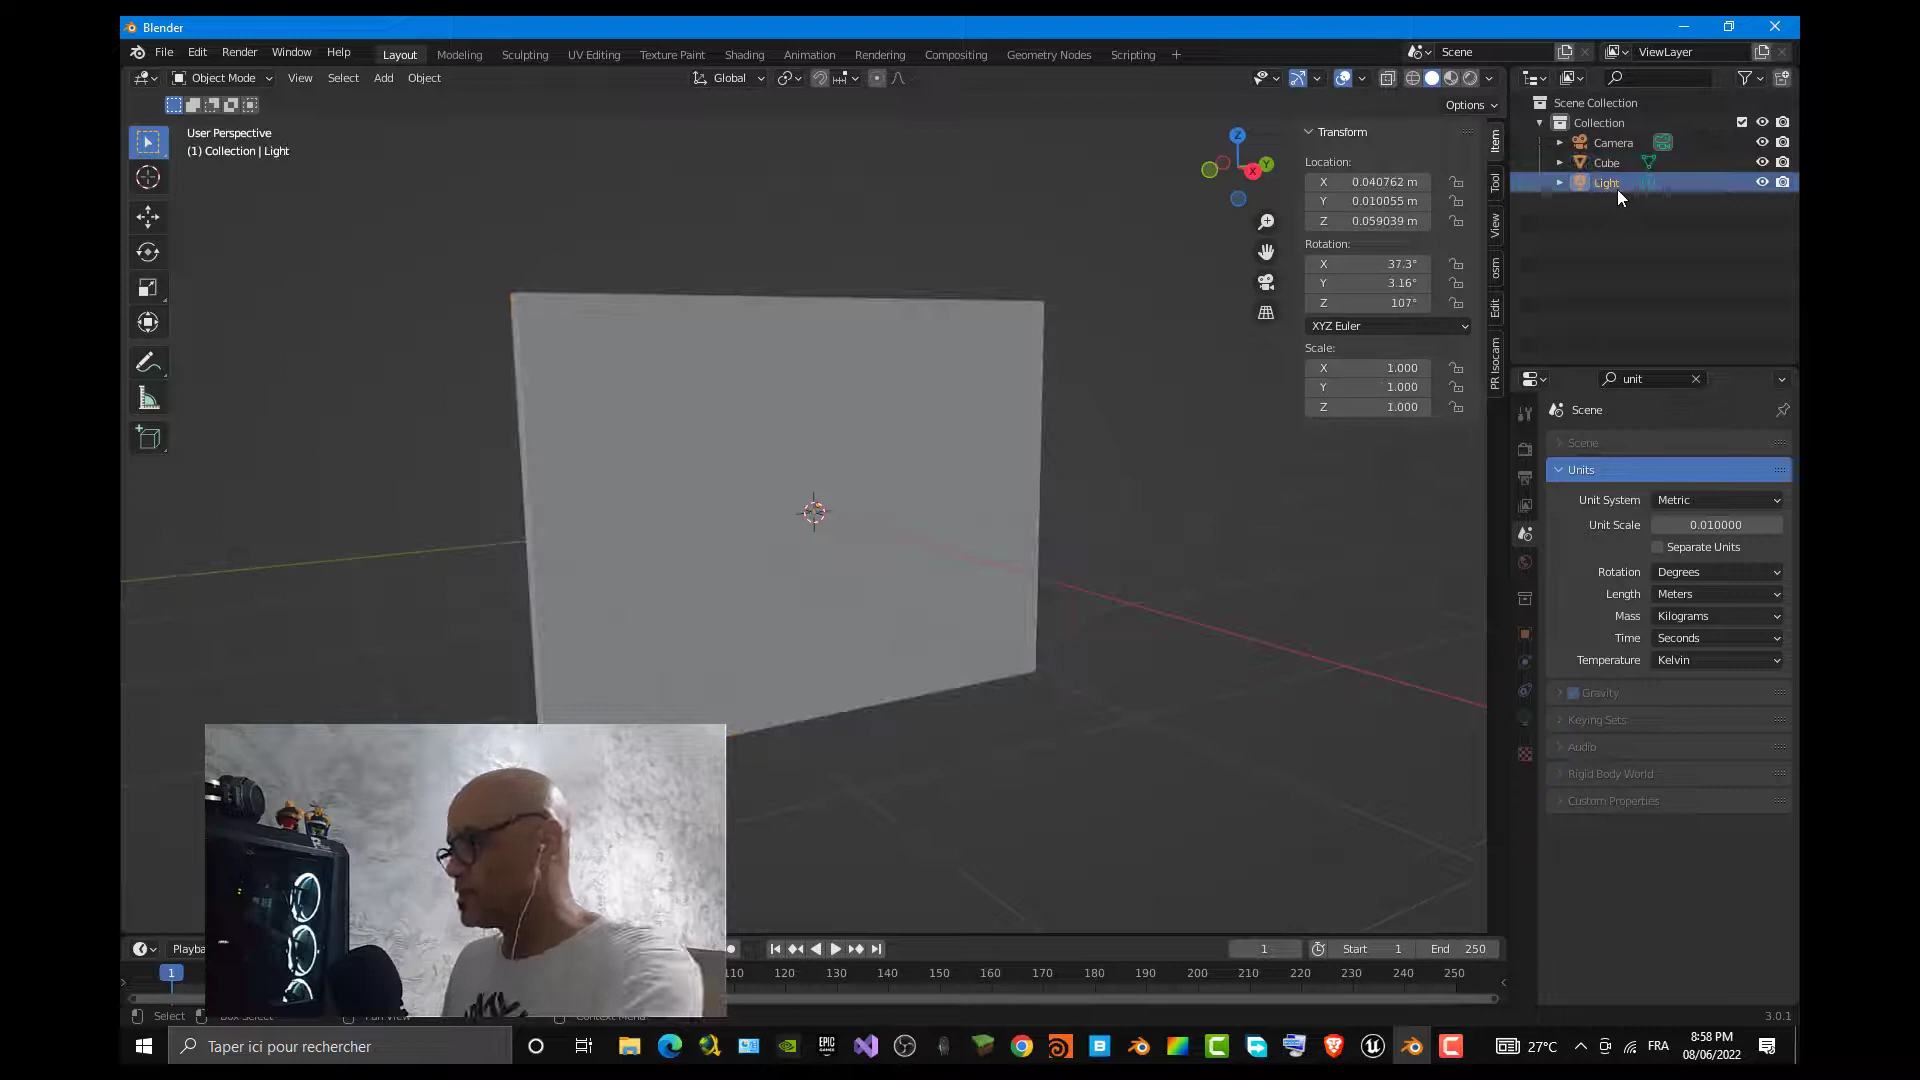 Blender
File Edit Render Window Help
Layout Modeling Sculpting UV Editing Texture Paint Shading Animation Rendering Compositing Geometry Nodes Scripting +
Scene
ViewLayer
Object Mode View Select Add Object
Global
Options
User Perspective
(1) Collection | Light
Z
Y
X
Transform
Location:
X 0.040762 m
Y 0.010055 m
Z 0.059039 m
Rotation:
X 37.3°
Y 3.16°
Z 107°
XYZ Euler
Scale:
X 1.000
Y 1.000
Z 1.000
Item
Tool
View
osm
Edit
PR Isocam
Scene Collection
Collection
Camera
Cube
Light
unit
Scene
Scene
Units
Unit System Metric
Unit Scale 0.010000
Separate Units
Rotation Degrees
Length Meters
Mass Kilograms
Time Seconds
Temperature Kelvin
Gravity
Keying Sets
Audio
Rigid Body World
Custom Properties
Playba
1
Start 1
End 250
1
110 120 130 140 150 160 170 180 190 200 210 220 230 240 250
Select
Box Select
Pan View
Context Menu
3.0.1
Taper ici pour rechercher
EPIC
GAMES
27°C
FRA
8:58 PM
08/06/2022